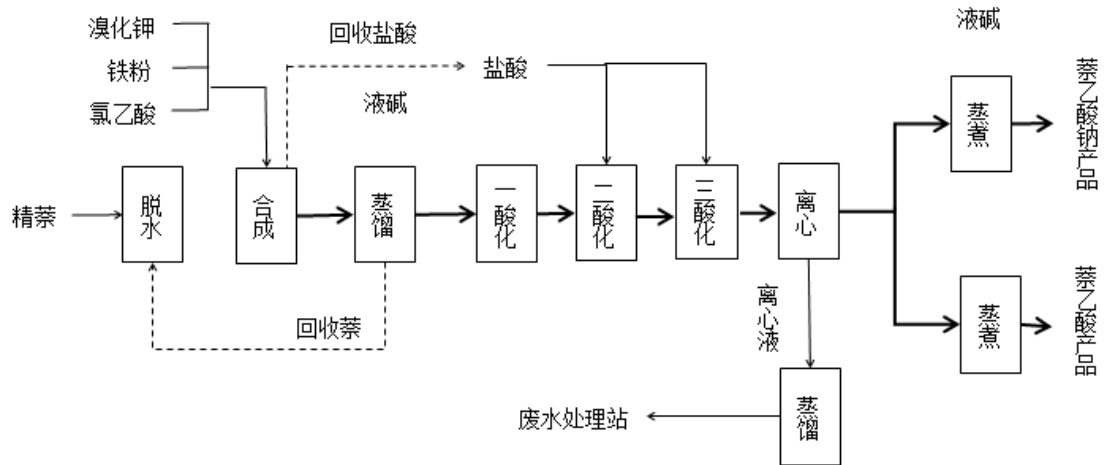 溴化钾
铁粉
氯乙酸
回收盐酸
盐酸
液碱
液碱
精萘
脱水
合成
蒸馏
一酸化
二酸化
三酸化
离心
蒸煮
萘乙酸钠产品
蒸煮
萘乙酸产品
回收萘
离心液
蒸馏
废水处理站